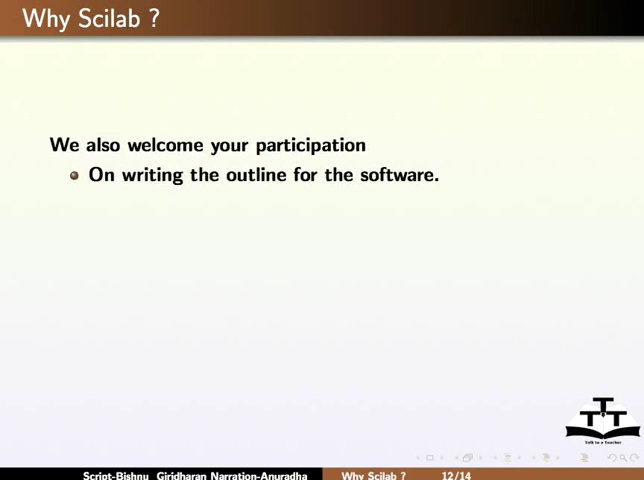 Why Scilab ?
We also welcome your participation
On writing the outline for the software.
TTT
Talk to a Teacher
Script-Bishnu Giridharan Narration-Anuradha Why Scilab ? 12/14